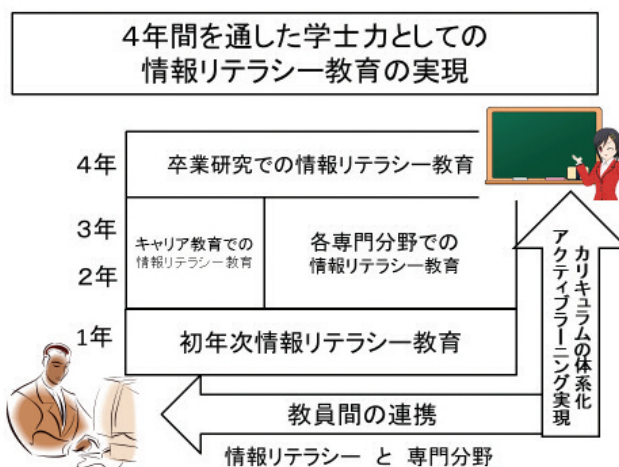 4年間を通した学士力としての
情報リテラシー教育の実現
4年
卒業研究での情報リテラシー教育
3年
2年
キャリア教育での
情報リテラシー教育
各専門分野での
情報リテラシー教育
1年
初年次情報リテラシー教育
カリキュラムの体系化
アクティブラーニング実現
教員間の連携
情報リテラシー と 専門分野